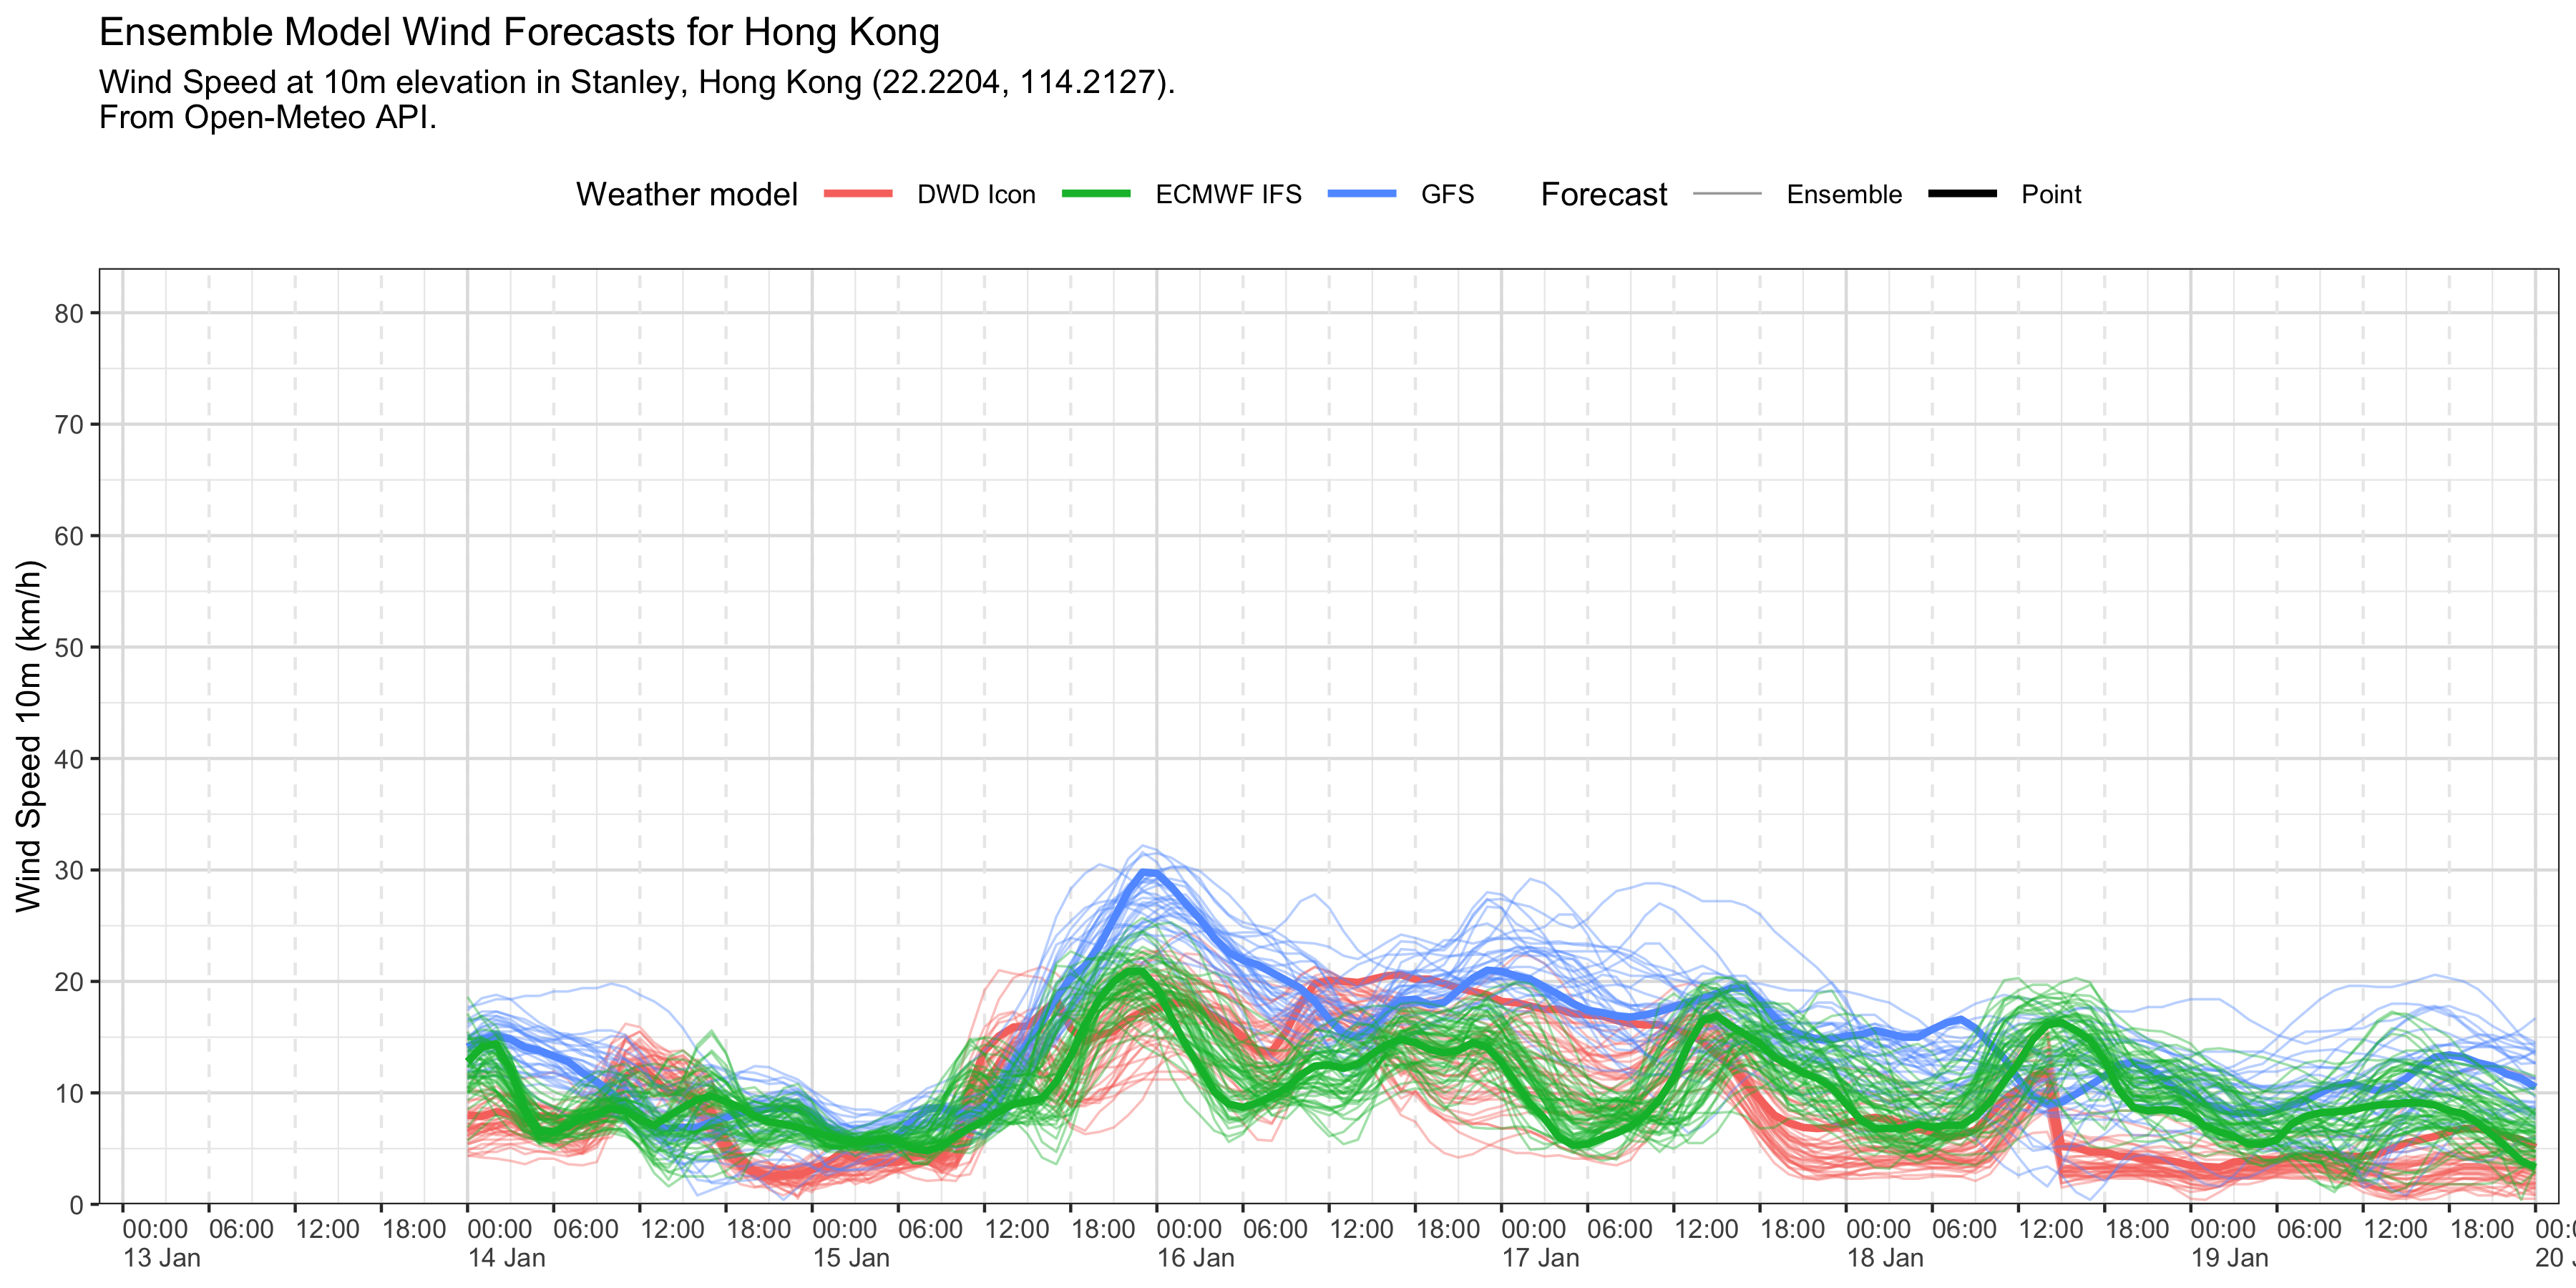 Ensemble Model Wind Forecasts for Hong Kong
Wind Speed at 10m elevation in Stanley, Hong Kong (22.2204, 114.2127).
From Open-Meteo API.
Weather model DWD Icon ECMWF IFS GFS Forecast Ensemble Point
Wind Speed 10m (km/h)
80
70
60
50
40
30
20
10
0
00:00 06:00 12:00 18:00 00:00 06:00 12:00 18:00 00:00 06:00 12:00 18:00 00:00 06:00 12:00 18:00 00:00 06:00 12:00 18:00 00:00 06:00 12:00 18:00 00:00 06:00 12:00 18:00 00:0
13 Jan 14 Jan 15 Jan 16 Jan 17 Jan 18 Jan 19 Jan 20